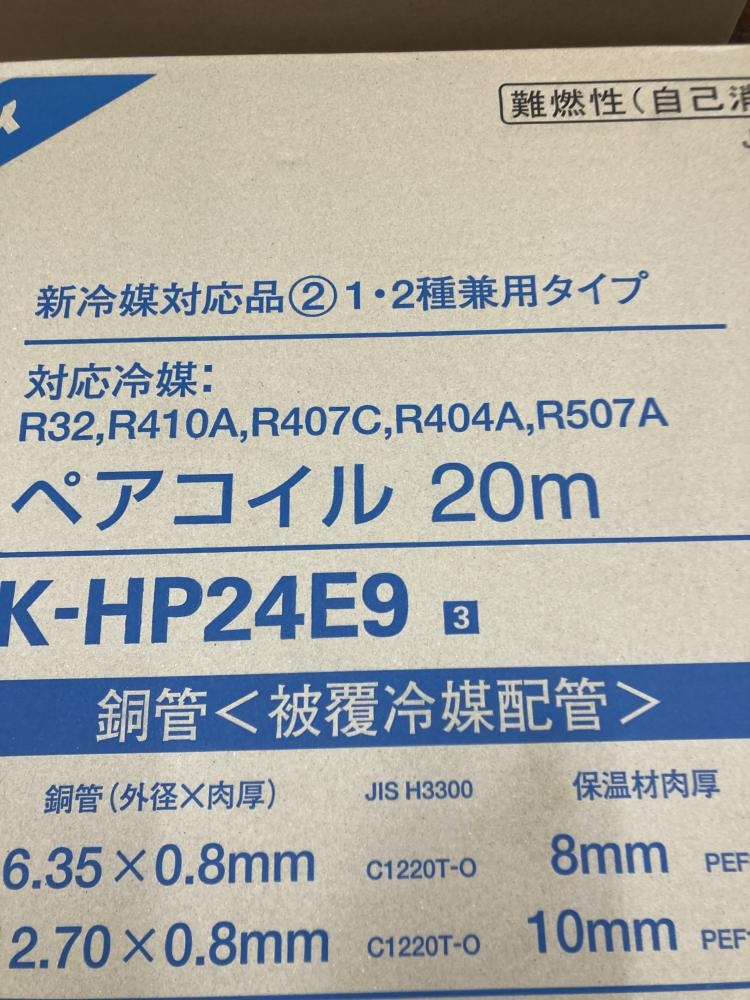 難燃性(自己消
新冷媒対応品② 1・2種兼用タイプ
対応冷媒:
R32,R410A,R407C,R404A,R507A
ペアコイル 20m
K-HP24E9 3
銅管<被覆冷媒配管>
銅管(外径×肉厚) JIS H3300 保温材肉厚
6.35×0.8mm C1220T-O 8mm PEF
2.70×0.8mm C1220T-O 10mm PEF